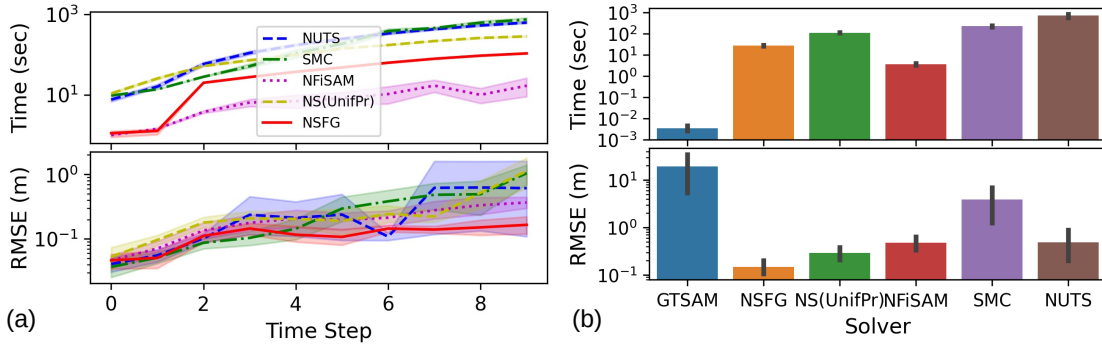 Time (sec)
10³
10¹
NUTS
SMC
NFiSAM
NS(UnifPr)
NSFG
RMSE (m)
10⁰
10⁻¹
0
2
4
6
8
Time Step
(a)
Time (sec)
10³
10²
10¹
10⁰
10⁻¹
10⁻²
10⁻³
RMSE (m)
10¹
10⁰
10⁻¹
GTSAM
NSFG
NS(UnifPr)
NFiSAM
SMC
NUTS
Solver
(b)